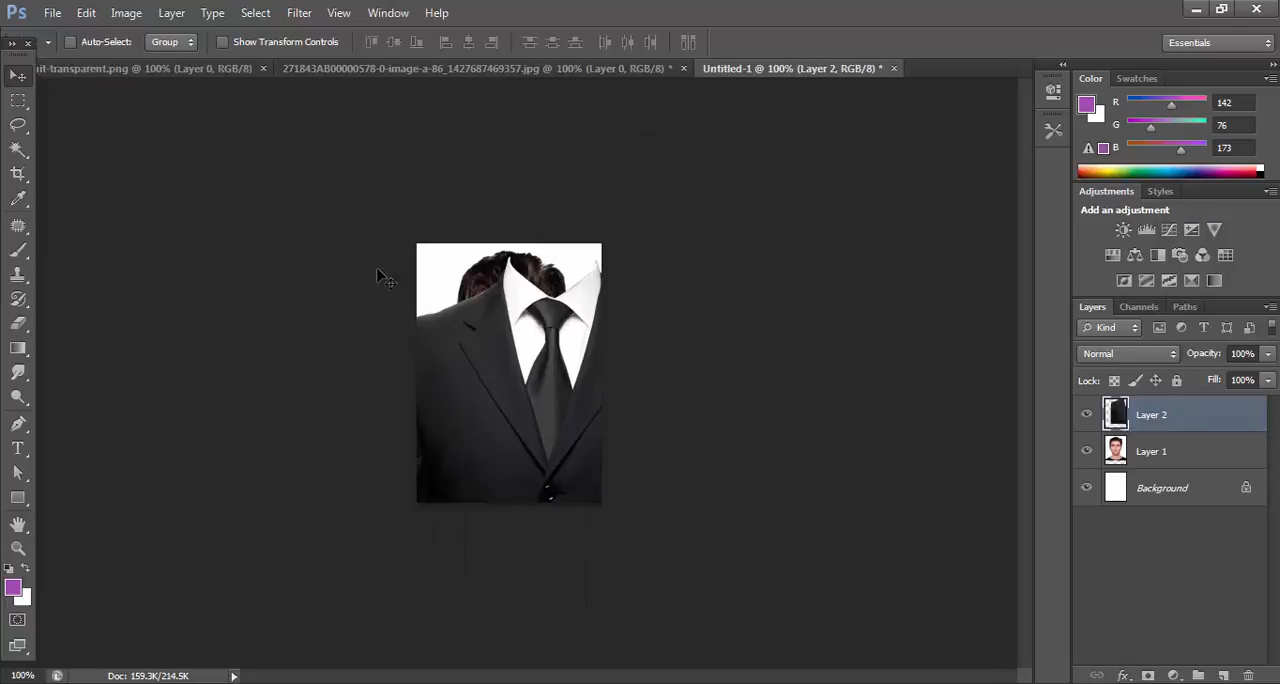 Ps File Edit Image Layer Type Select Filter View Window Help
Auto-Select: Group Show Transform Controls Essentials
uit-transparent.png @ 100% (Layer 0, RGB/8) 271843AB00000578-0-image-a-86_1427687469357.jpg @ 100% (Layer 0, RGB/8) * Untitled-1 @ 100% (Layer 2, RGB/8) *
Color Swatches
R 142
G 76
B 173
Adjustments Styles
Add an adjustment
Layers Channels Paths
Kind
Normal Opacity: 100%
Lock: Fill: 100%
Layer 2
Layer 1
Background
100% Doc: 159.3K/214.5K